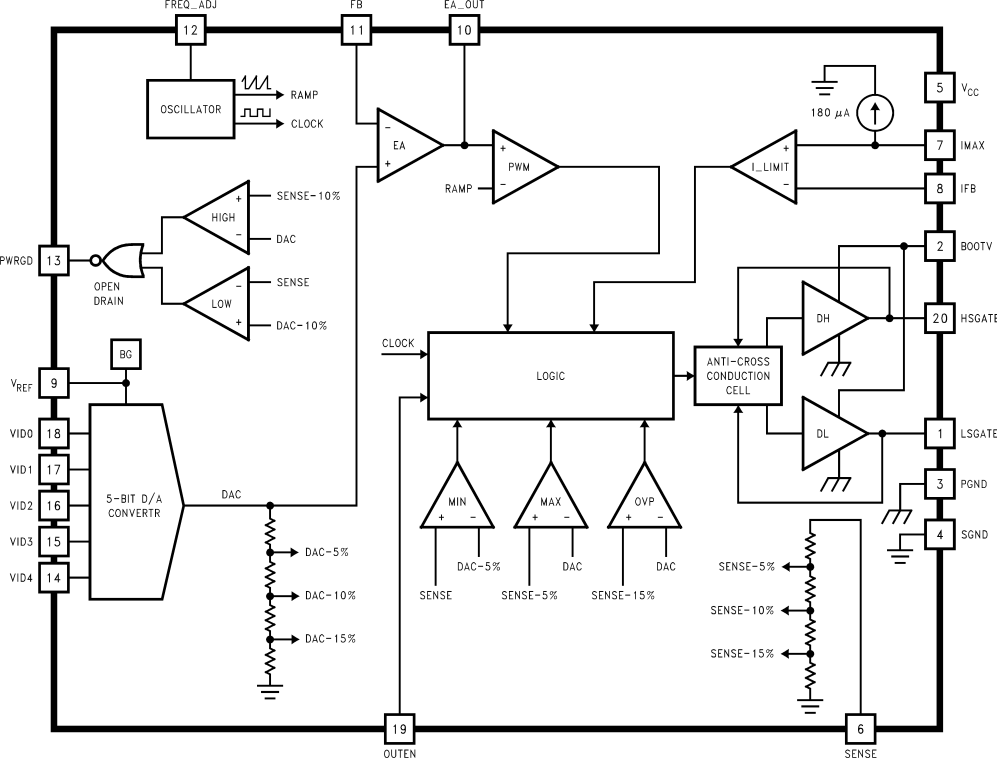 FREQ_ADJ FB EA_OUT
12 11 10
OSCILLATOR
RAMP
CLOCK
5 VCC
180 µA
7 IMAX
8 IFB
I_LIMIT
+
−
− EA +
+ PWM −
RAMP
HIGH + −
SENSE-10%
DAC
PWRGD 13
OPEN
DRAIN
LOW − +
SENSE
DAC-10%
2 BOOTV
DH
20 HSGATE
BG
VREF 9
CLOCK
LOGIC
ANTI-CROSS
CONDUCTION
CELL
DL
1 LSGATE
VID0 18
VID1 17
VID2 16
VID3 15
VID4 14
5-BIT D/A
CONVERTR
DAC
3 PGND
4 SGND
MIN + −
MAX + −
OVP + −
DAC-5% DAC DAC
SENSE SENSE-5% SENSE-15%
DAC-5%
DAC-10%
DAC-15%
SENSE-5%
SENSE-10%
SENSE-15%
19 6
OUTEN SENSE